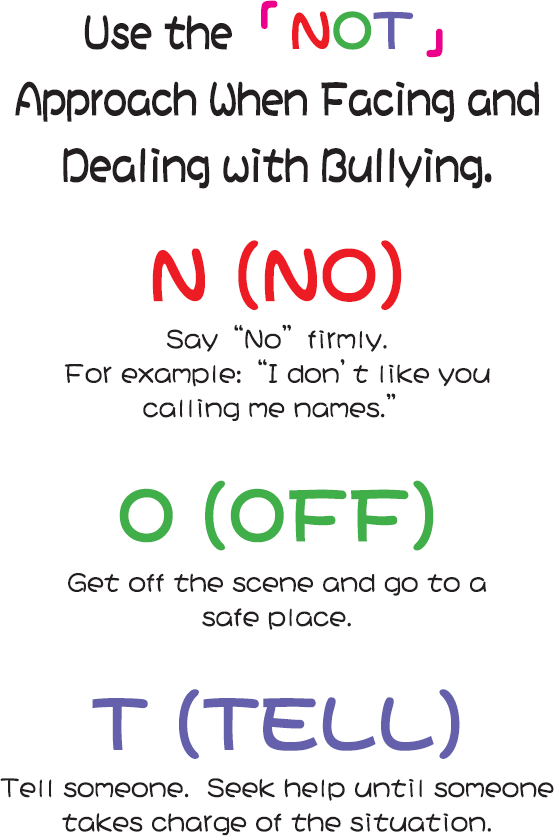 Use the「NOT」
Approach When Facing and
Dealing with Bullying.
N (NO)
Say “No” firmly.
For example: “I don’t like you
calling me names.”
O (OFF)
Get off the scene and go to a
safe place.
T (TELL)
Tell someone. Seek help until someone
takes charge of the situation.